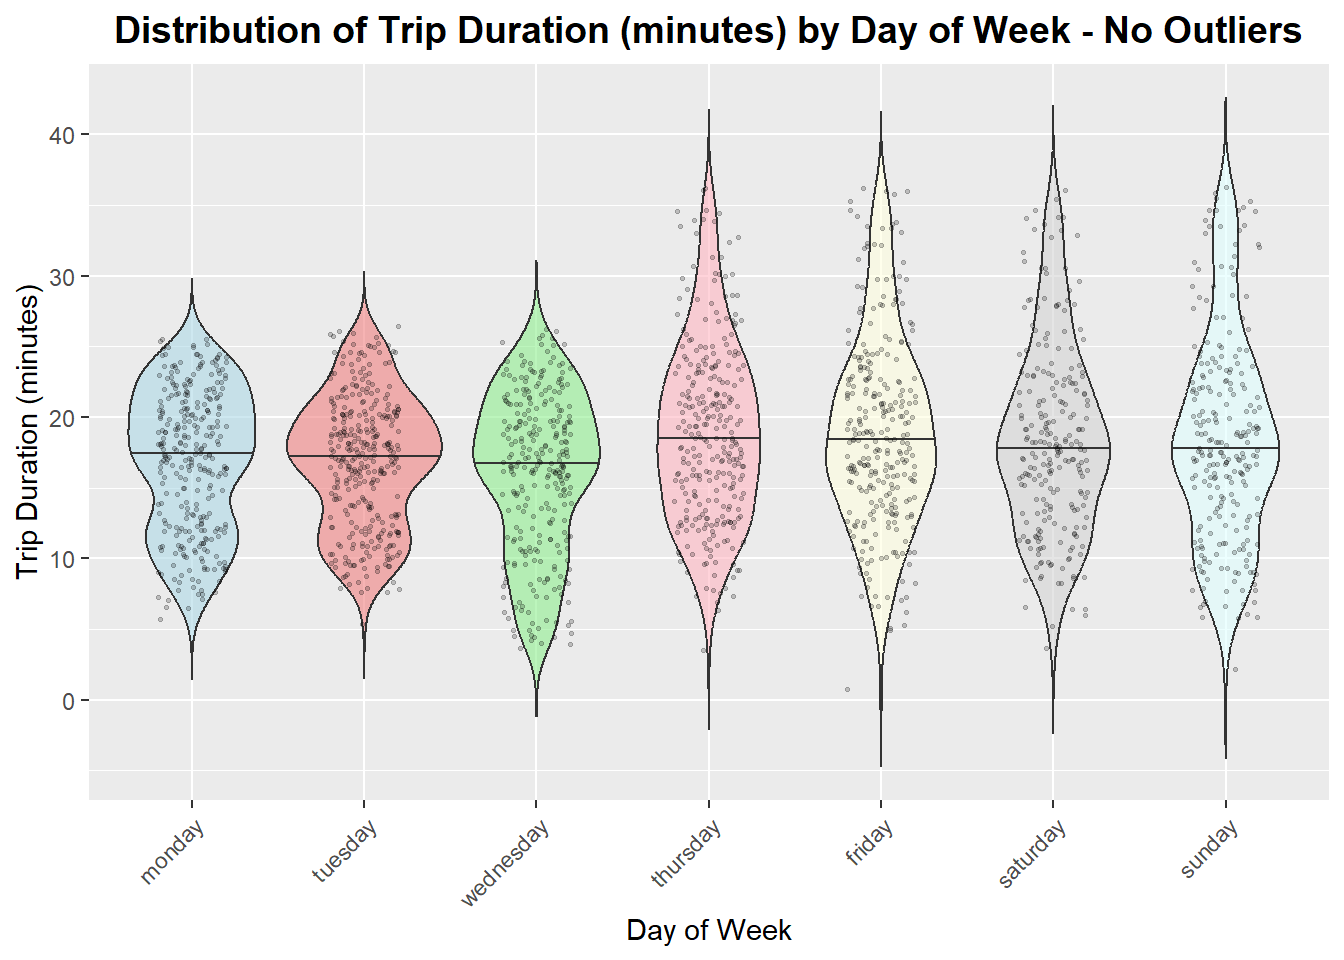 Distribution of Trip Duration (minutes) by Day of Week - No Outliers
Trip Duration (minutes)
40
30
20
10
0
monday
tuesday
wednesday
thursday
friday
saturday
sunday
Day of Week